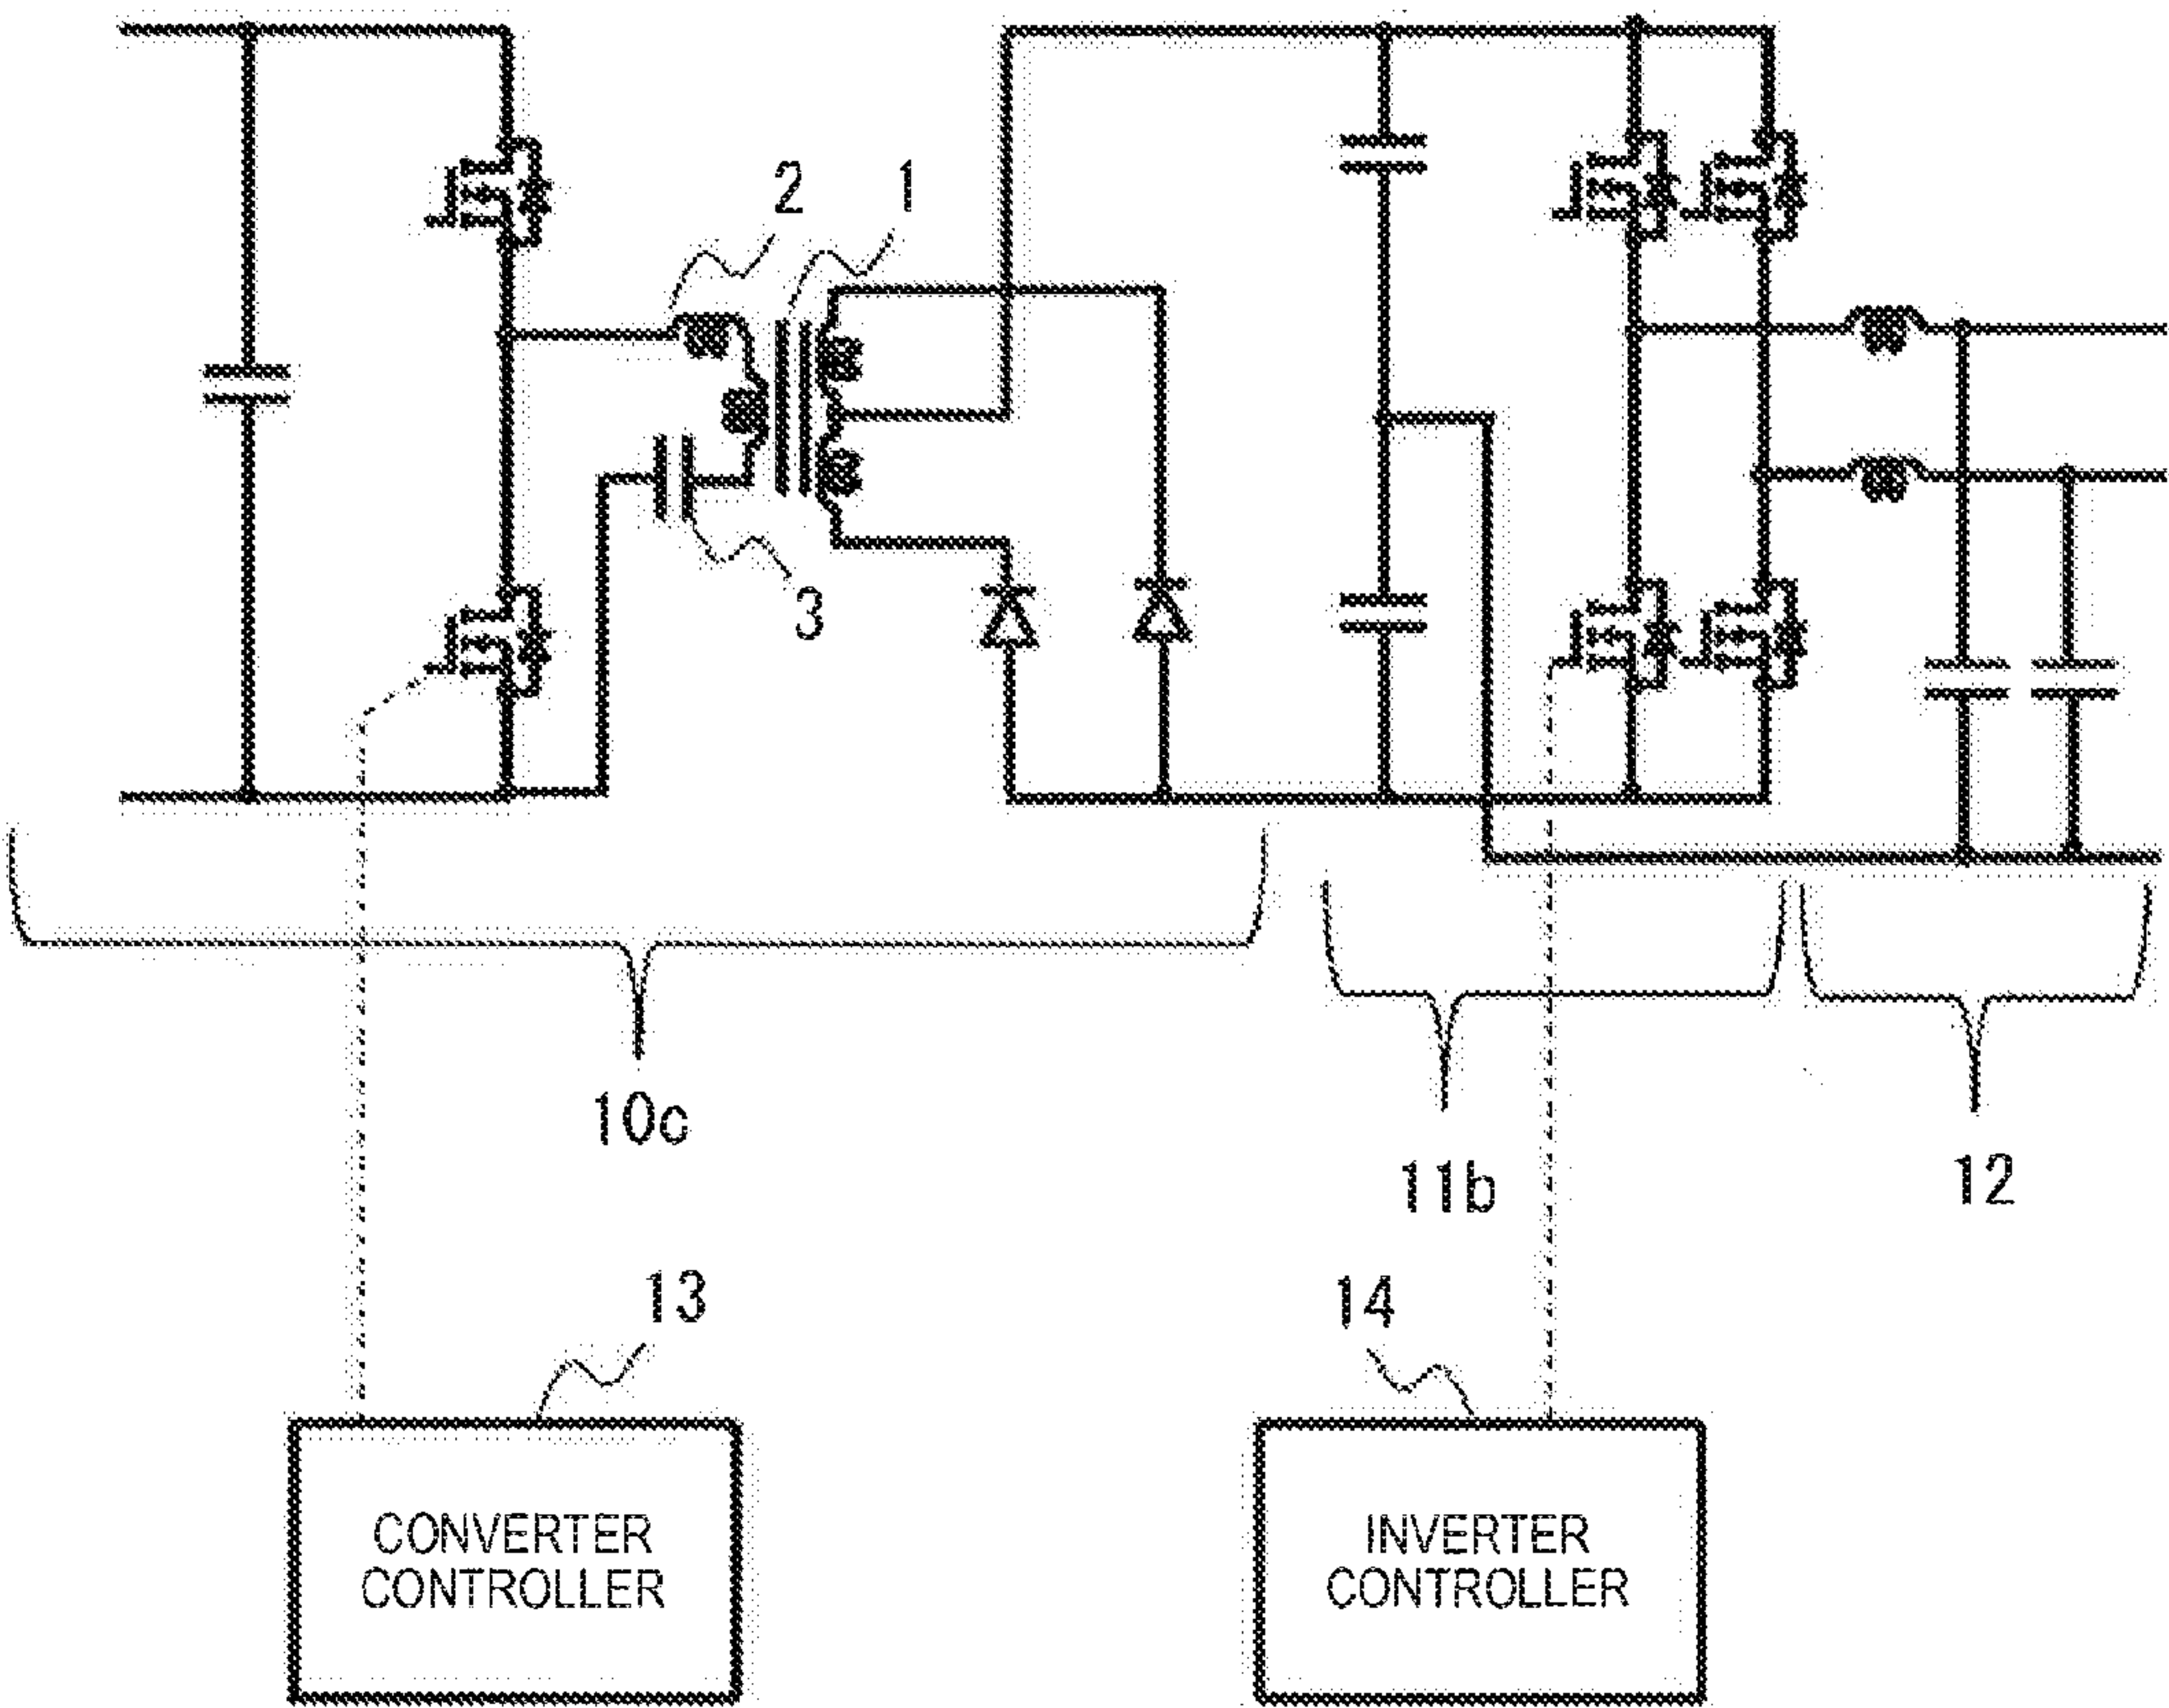 2
1
3
10c
11b
12
13
14
CONVERTER
CONTROLLER
INVERTER
CONTROLLER